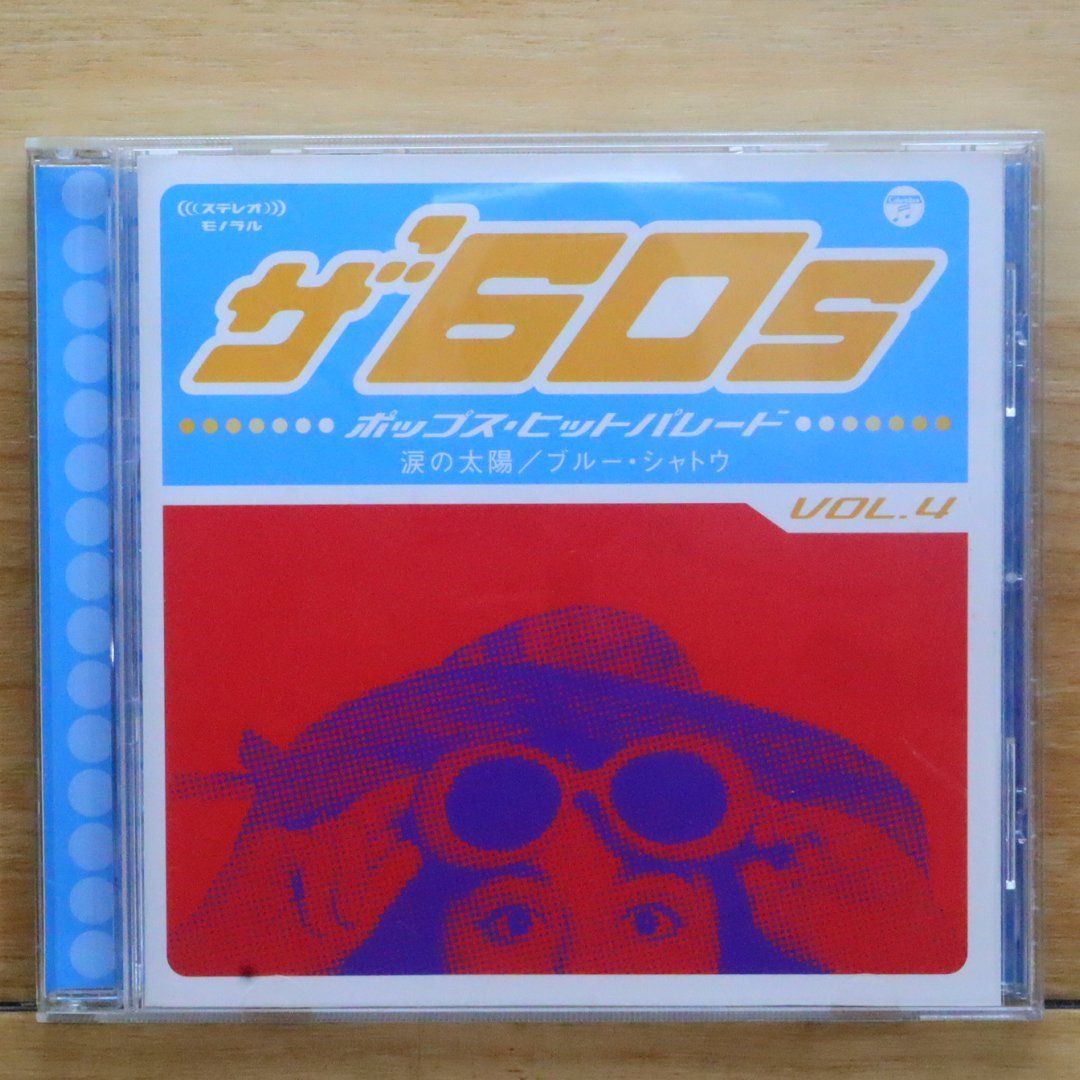 (((ステレオ)))
モノラル
Columbia
ザ'60s
ポップス・ヒットパレード
涙の太陽／ブルー・シャトウ
VOL.4